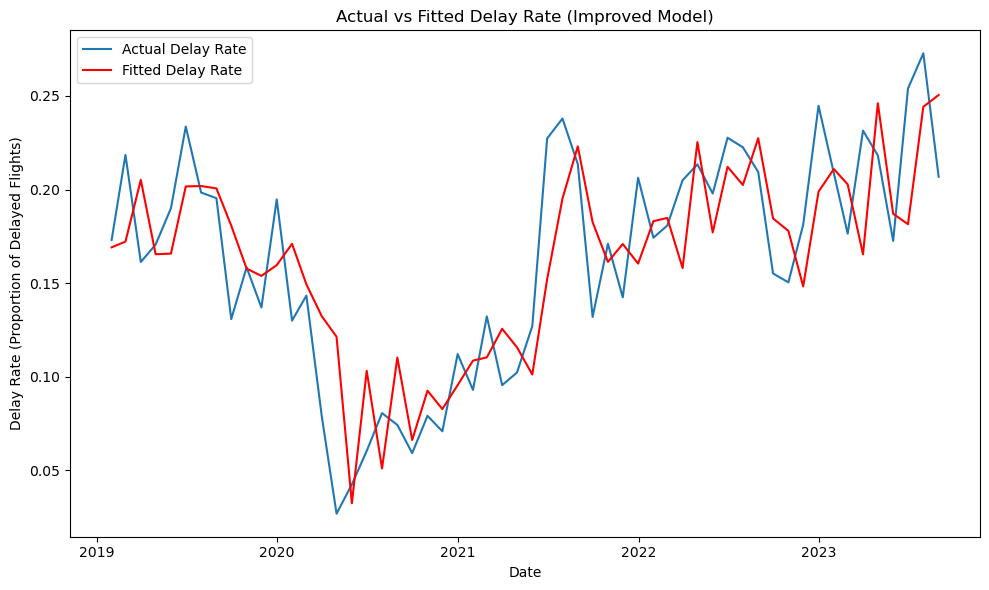 Actual vs Fitted Delay Rate (Improved Model)
Actual Delay Rate
Fitted Delay Rate
Delay Rate (Proportion of Delayed Flights)
0.25
0.20
0.15
0.10
0.05
2019 2020 2021 2022 2023
Date